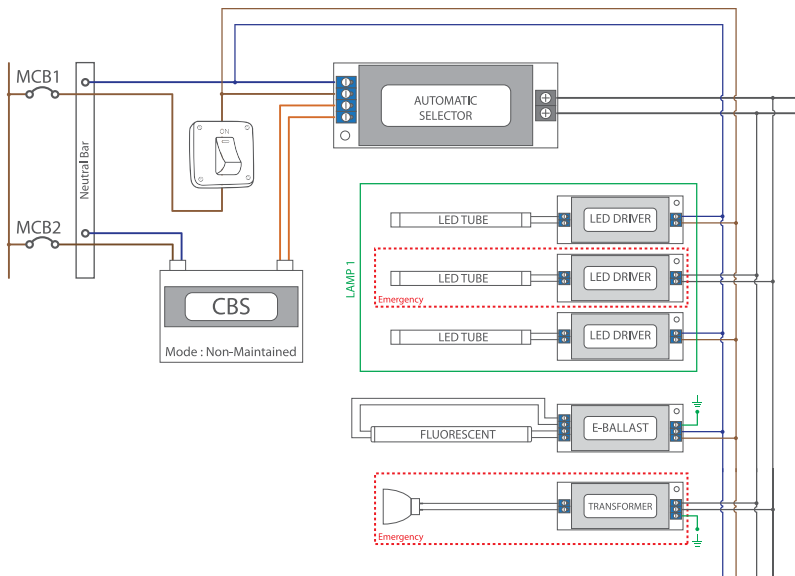 MCB1
Neutral Bar
ON
AUTOMATIC
SELECTOR
MCB2
CBS
Mode : Non-Maintained
LAMP 1
LED TUBE
LED DRIVER
LED TUBE
LED DRIVER
Emergency
LED TUBE
LED DRIVER
FLUORESCENT
E-BALLAST
TRANSFORMER
Emergency